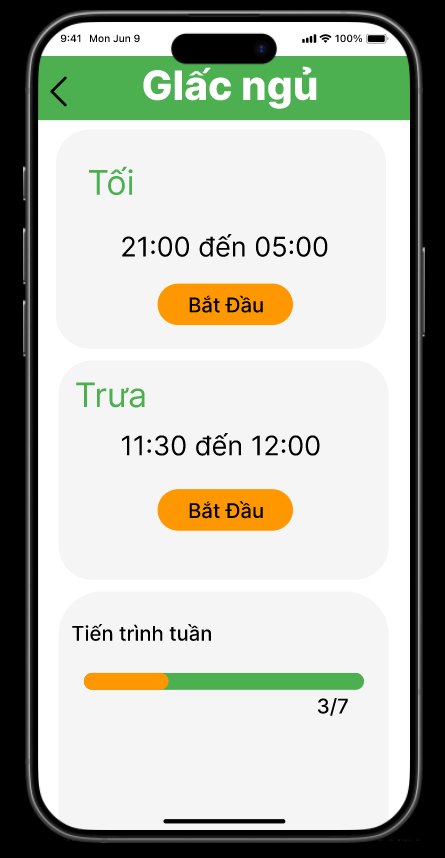 9:41 Mon Jun 9 100%
Giấc ngủ
Tối
21:00 đến 05:00
Bắt Đầu
Trưa
11:30 đến 12:00
Bắt Đầu
Tiến trình tuần
3/7